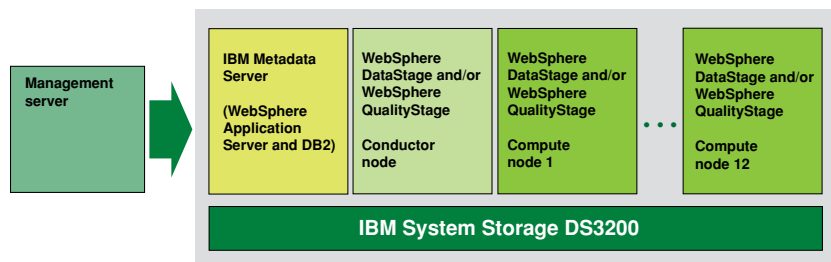 Management
server
IBM Metadata
Server
(WebSphere
Application
Server and DB2)
WebSphere
DataStage and/or
WebSphere
QualityStage
Conductor
node
WebSphere
DataStage and/or
WebSphere
QualityStage
Compute
node 1
...
WebSphere
DataStage and/or
WebSphere
QualityStage
Compute
node 12
IBM System Storage DS3200